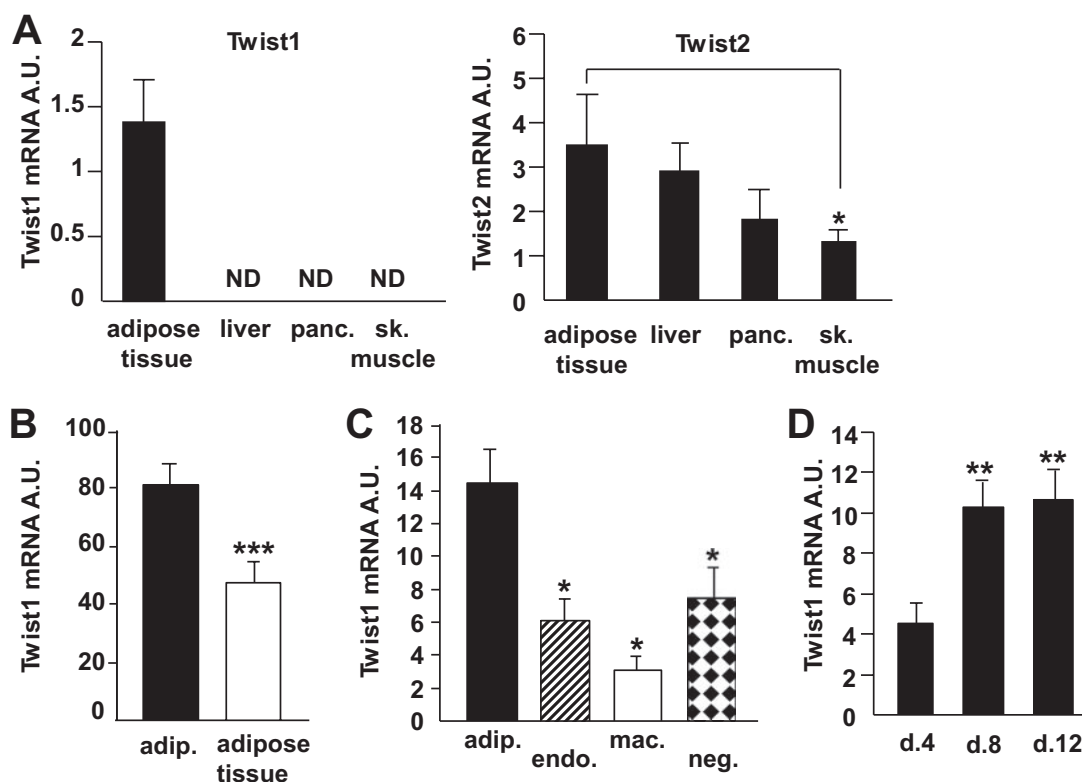 A
Twist1
Twist1 mRNA A.U.
2
1.5
1
0.5
0
ND ND ND
adipose liver panc. sk.
tissue muscle
Twist2
Twist2 mRNA A.U.
6
5
4
3
2
1
0
*
adipose liver panc. sk.
tissue muscle
B
Twist1 mRNA A.U.
100
80
60
40
20
0
***
adip. adipose
tissue
C
Twist1 mRNA A.U.
18
16
14
12
10
8
6
4
2
0
* * *
adip. endo. mac. neg.
D
Twist1 mRNA A.U.
14
12
10
8
6
4
2
0
** **
d.4 d.8 d.12